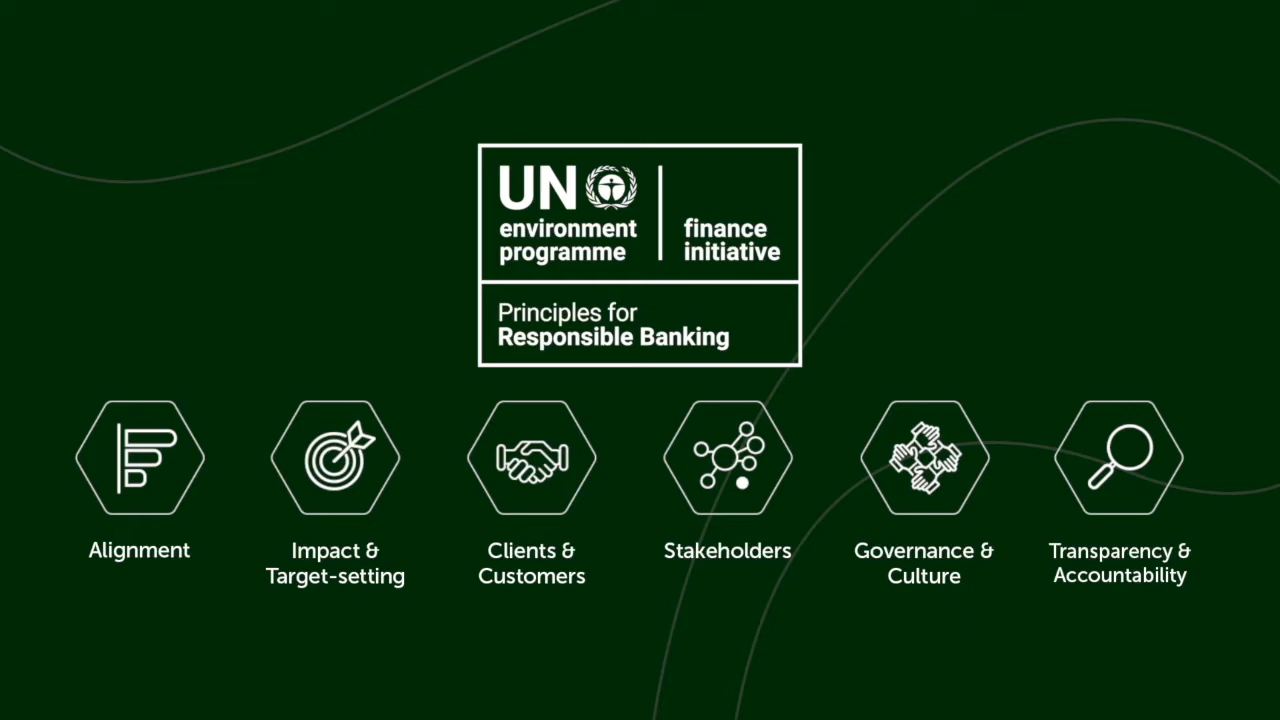 UN
environment
programme
finance
initiative
Principles for
Responsible Banking
Alignment
Impact &
Target-setting
Clients &
Customers
Stakeholders
Governance &
Culture
Transparency &
Accountability